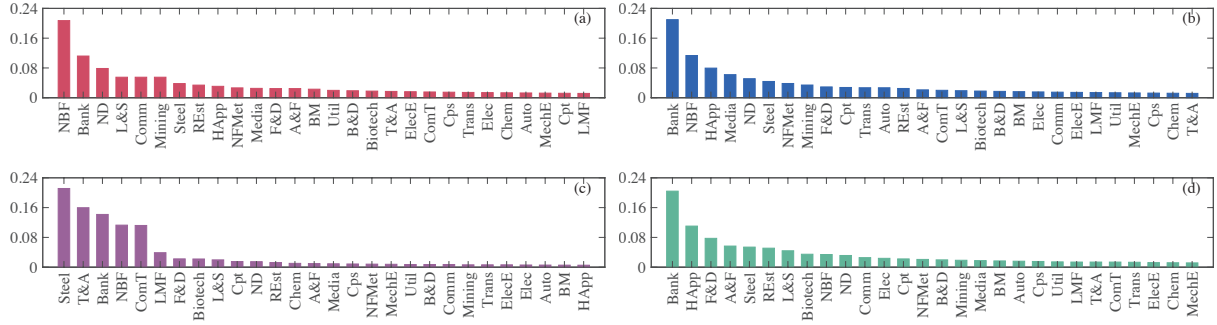 (a)
0.24
0.16
0.08
0
NBF Bank ND L&S Comm Mining Steel REst HApp NFMet Media F&D A&F BM Util B&D Biotech T&A ElecE ComT Cps Trans Elec Chem Auto MechE Cpt LMF
(b)
0.24
0.16
0.08
0
Bank NBF HApp Media ND Steel NFMet Mining F&D Cpt Trans Auto REst A&F ComT L&S Biotech B&D BM Elec Comm ElecE LMF Util MechE Cps Chem T&A
(c)
0.24
0.16
0.08
0
Steel T&A Bank NBF ComT LMF F&D Biotech L&S Cpt ND REst Chem A&F Media Cps NFMet MechE Util B&D Comm Mining Trans ElecE Elec Auto BM HApp
(d)
0.24
0.16
0.08
0
Bank HApp F&D A&F Steel REst L&S Biotech NBF ND Comm Elec Cpt NFMet B&D Mining Media BM Auto Cps Util LMF T&A ComT Trans ElecE Chem MechE